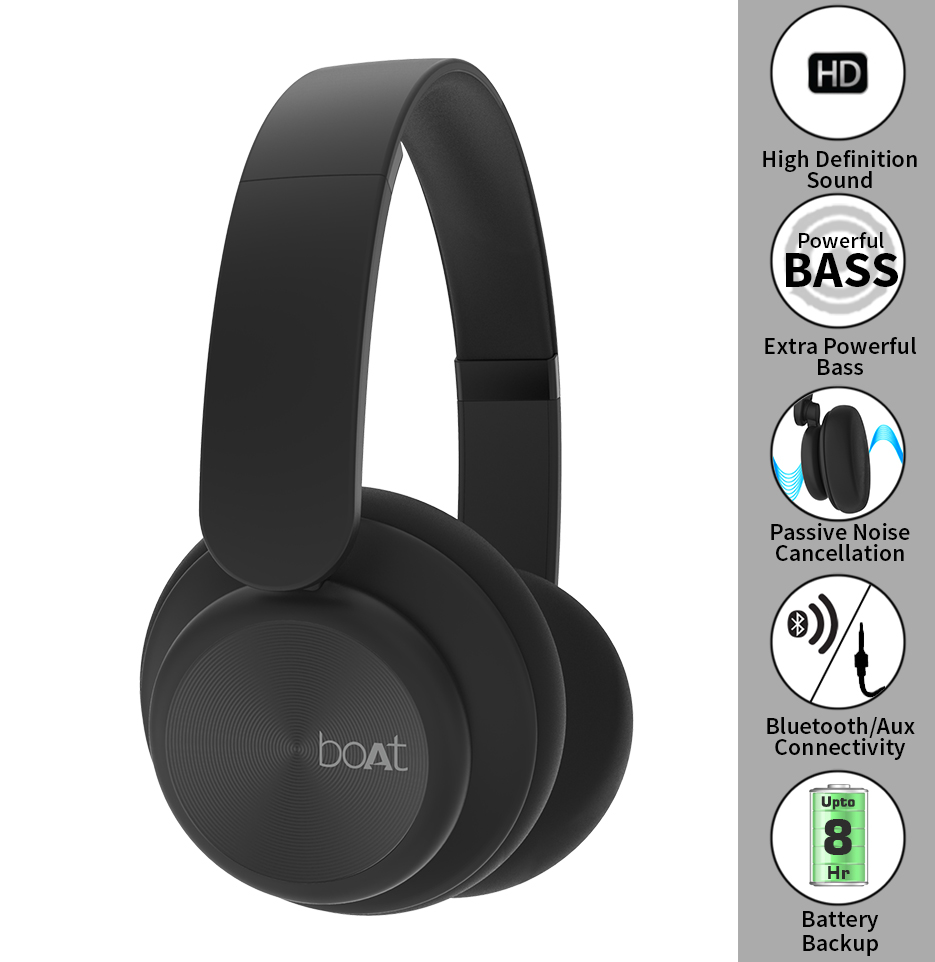 boAt
HD
High Definition
Sound
Powerful
BASS
Extra Powerful
Bass
Passive Noise
Cancellation
Bluetooth/Aux
Connectivity
Upto
8
Hr
Battery
Backup